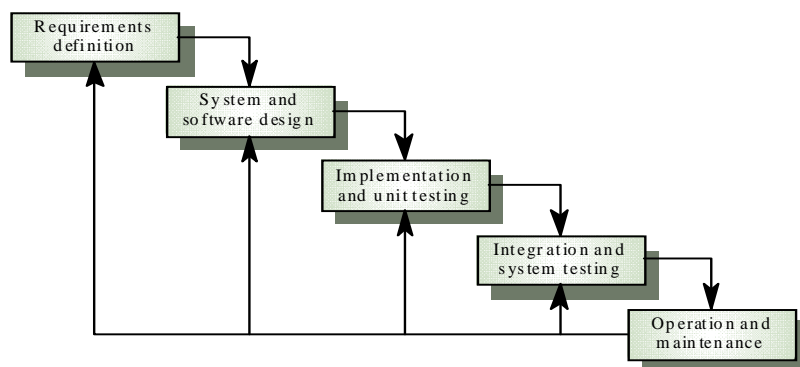 Requirements
definition
System and
software design
Implementation
and unit testing
Integration and
system testing
Operation and
maintenance